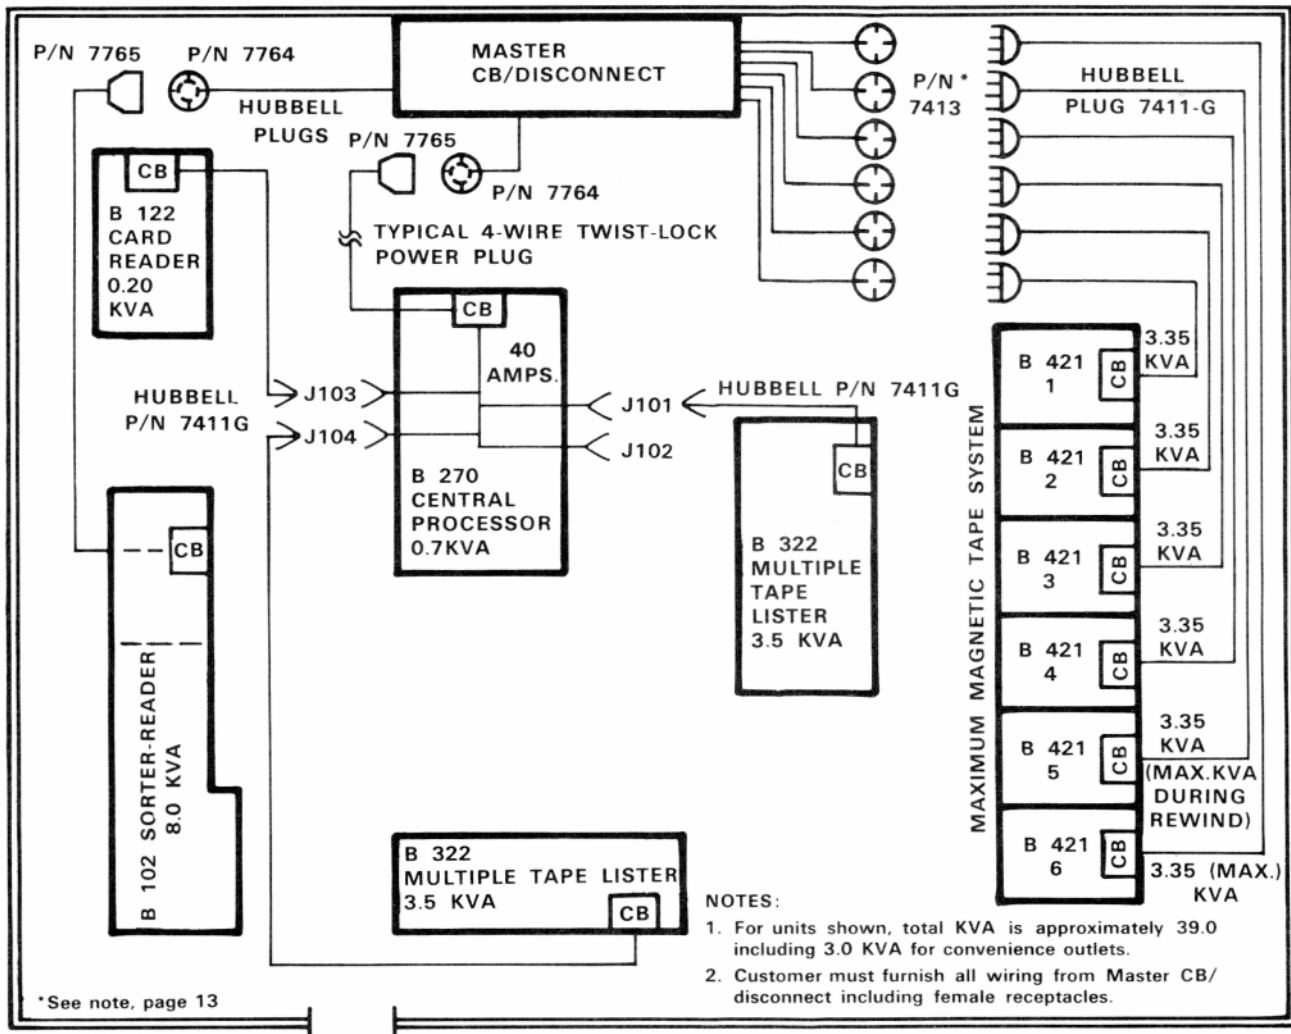 P/N 7765
P/N 7764
HUBBELL
PLUGS
MASTER
CB/DISCONNECT
P/N *
7413
HUBBELL
PLUG 7411-G
P/N 7765
P/N 7764
TYPICAL 4-WIRE TWIST-LOCK
POWER PLUG
CB
B 122
CARD
READER
0.20
KVA
CB
40
AMPS.
HUBBELL
P/N 7411G
J103
J104
J101
J102
HUBBELL P/N 7411G
B 270
CENTRAL
PROCESSOR
0.7KVA
CB
B 322
MULTIPLE
TAPE
LISTER
3.5 KVA
CB
B 102 SORTER-READER
8.0 KVA
B 322
MULTIPLE TAPE LISTER
3.5 KVA
CB
MAXIMUM MAGNETIC TAPE SYSTEM
B 421
1
CB
3.35
KVA
B 421
2
CB
3.35
KVA
B 421
3
CB
3.35
KVA
B 421
4
CB
3.35
KVA
B 421
5
CB
3.35
KVA
(MAX.KVA
DURING
REWIND)
B 421
6
CB
3.35 (MAX.)
KVA
NOTES:
1. For units shown, total KVA is approximately 39.0
including 3.0 KVA for convenience outlets.
2. Customer must furnish all wiring from Master CB/
disconnect including female receptacles.
*See note, page 13